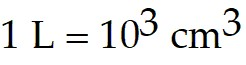 1 L = 10³ cm³